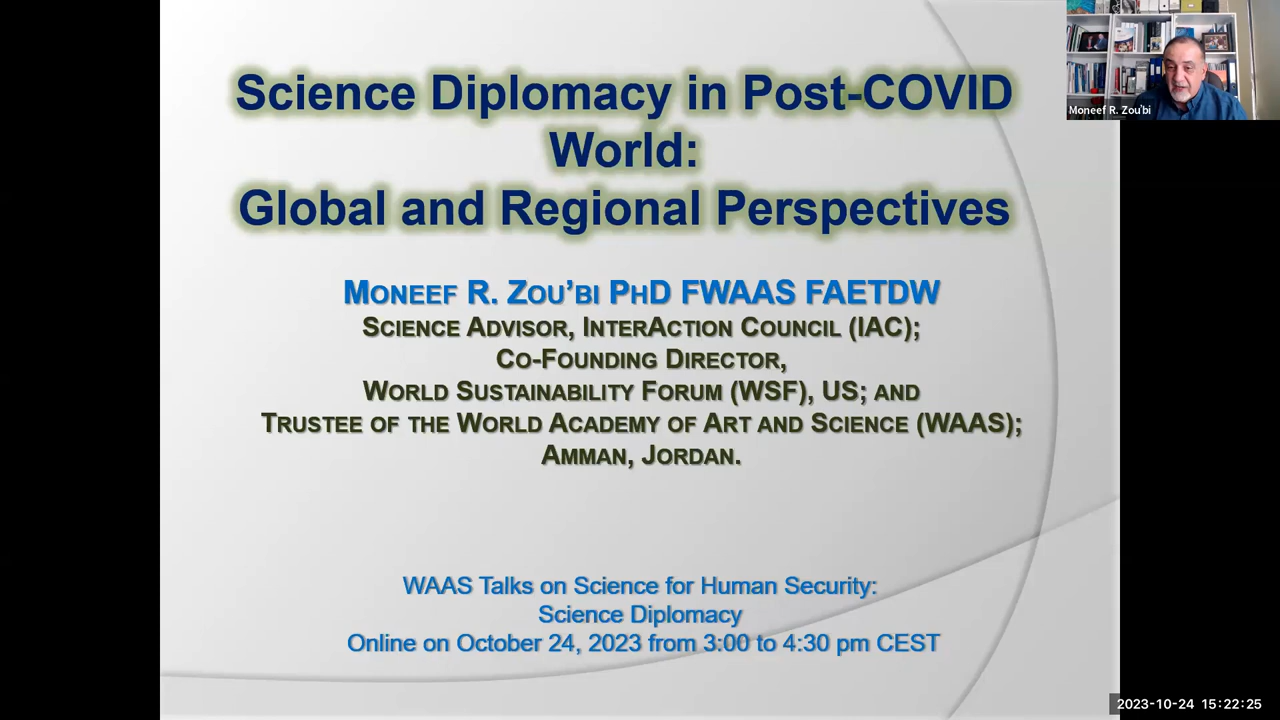 Science Diplomacy in Post-COVID
World:
Global and Regional Perspectives
Moneef R. Zou'bi PhD FWAAS FAETDW
Science Advisor, InterAction Council (IAC);
Co-Founding Director,
World Sustainability Forum (WSF), US; and
Trustee of the World Academy of Art and Science (WAAS);
Amman, Jordan.
WAAS Talks on Science for Human Security:
Science Diplomacy
Online on October 24, 2023 from 3:00 to 4:30 pm CEST
Moneef R. Zou'bi
2023-10-24 15:22:25